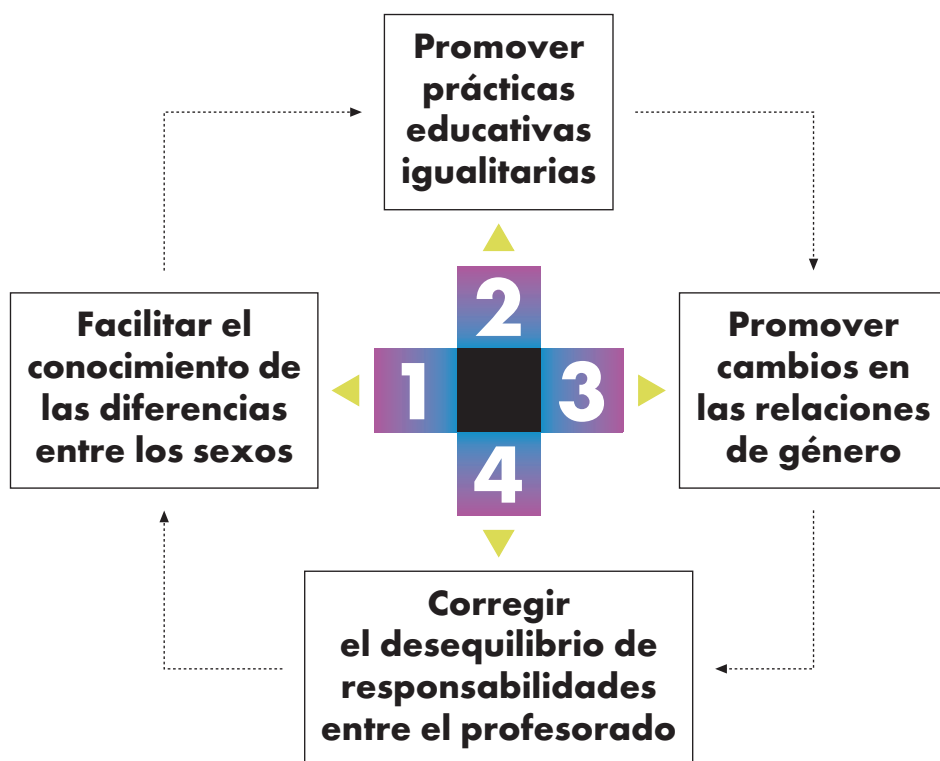 Promover
prácticas
educativas
igualitarias
Facilitar el
conocimiento de
las diferencias
entre los sexos
2
1
3
4
Promover
cambios en
las relaciones
de género
Corregir
el desequilibrio de
responsabilidades
entre el profesorado